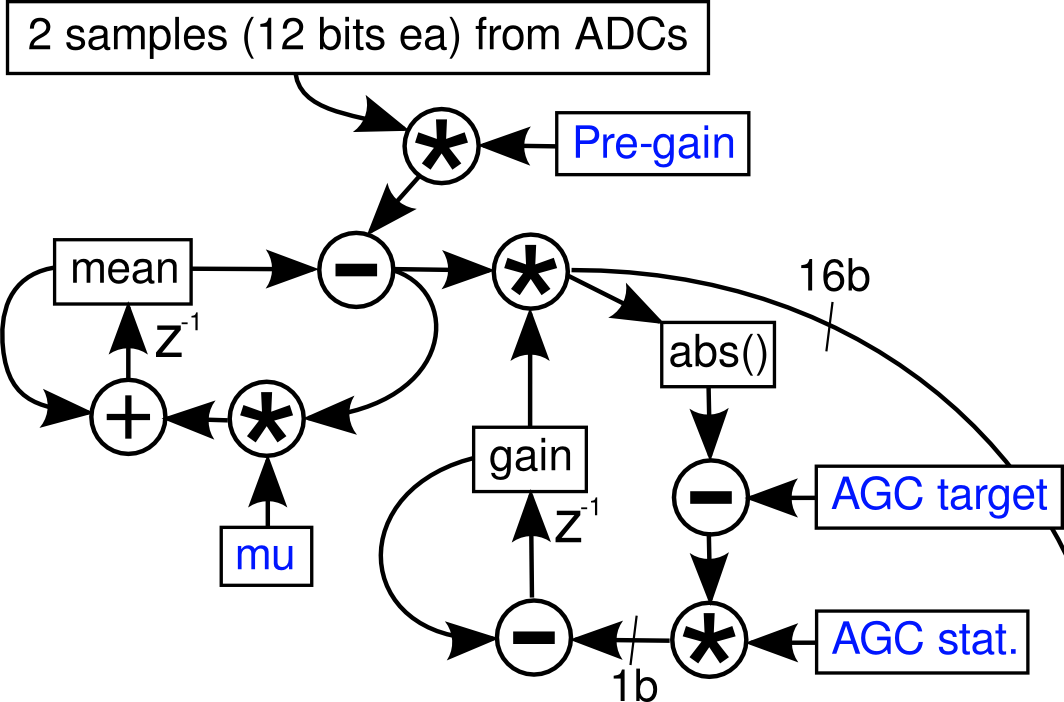 2 samples (12 bits ea) from ADCs
*
Pre-gain
mean
-
*
16b
z-1
abs()
+
*
gain
-
AGC target
z-1
mu
-
*
AGC stat.
1b